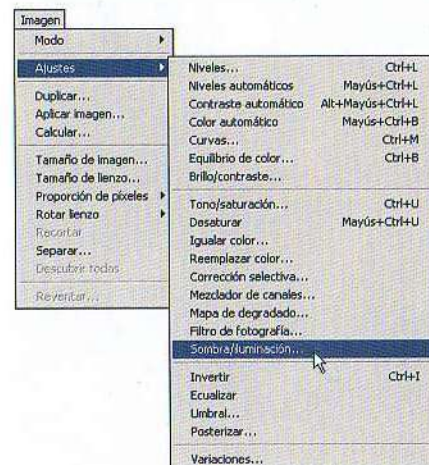 Imagen
Modo
Ajustes
Duplicar...
Aplicar imagen...
Calcular...
Tamaño de imagen...
Tamaño de lienzo...
Proporción de píxeles
Rotar lienzo
Recortar
Separar...
Descubrir todas
Reventar...
Niveles... Ctrl+L
Niveles automáticos Mayús+Ctrl+L
Contraste automático Alt+Mayús+Ctrl+L
Color automático Mayús+Ctrl+B
Curvas... Ctrl+M
Equilibrio de color... Ctrl+B
Brillo/contraste...
Tono/saturación... Ctrl+U
Desaturar Mayús+Ctrl+U
Igualar color...
Reemplazar color...
Corrección selectiva...
Mezclador de canales...
Mapa de degradado...
Filtro de fotografía...
Sombra/iluminación...
Invertir Ctrl+I
Ecualizar
Umbral...
Posterizar...
Variaciones...